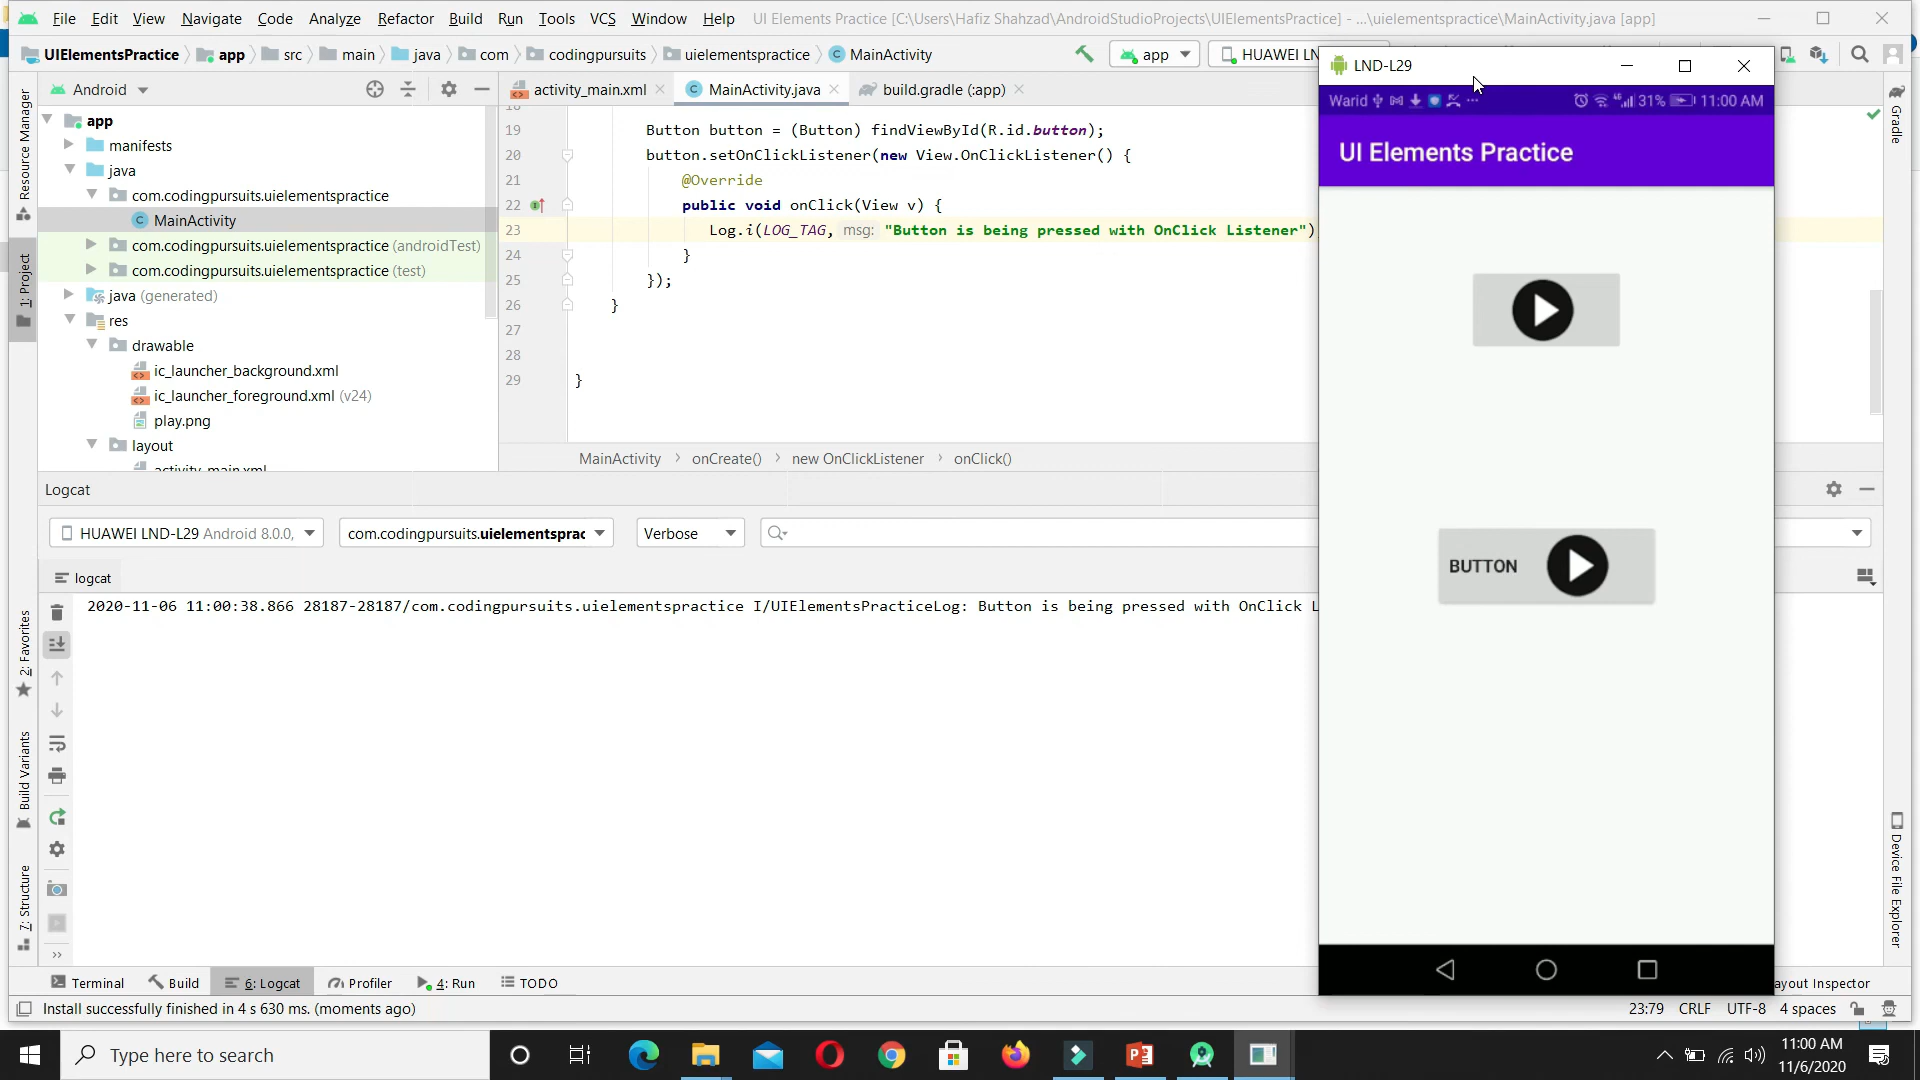 File Edit View Navigate Code Analyze Refactor Build Run Tools VCS Window Help UI Elements Practice [C:\Users\Hafiz Shahzad\AndroidStudioProjects\UIElementsPractice] - ...\uielementspractice\MainActivity.java [app]
UIElementsPractice app src main java com codingpursuits uielementspractice MainActivity
app
HUAWEI LN
Android
activity_main.xml
MainActivity.java
build.gradle (:app)
Resource Manager
1: Project
2: Favorites
Build Variants
7: Structure
app
manifests
java
com.codingpursuits.uielementspractice
MainActivity
com.codingpursuits.uielementspractice (androidTest)
com.codingpursuits.uielementspractice (test)
java (generated)
res
drawable
ic_launcher_background.xml
ic_launcher_foreground.xml (v24)
play.png
layout
activity_main.xml
18
19 Button button = (Button) findViewById(R.id.button);
20 button.setOnClickListener(new View.OnClickListener() {
21 @Override
22 public void onClick(View v) {
23 Log.i(LOG_TAG, msg: "Button is being pressed with OnClick Listener")
24 }
25 });
26 }
27
28
29 }
MainActivity onCreate() new OnClickListener onClick()
Logcat
HUAWEI LND-L29 Android 8.0.0,
com.codingpursuits.uielementsprac
Verbose
logcat
2020-11-06 11:00:38.866 28187-28187/com.codingpursuits.uielementspractice I/UIElementsPracticeLog: Button is being pressed with OnClick L
LND-L29
Warid 31% 11:00 AM
UI Elements Practice
BUTTON
Gradle
Device File Explorer
Terminal Build 6: Logcat Profiler 4: Run TODO
ayout Inspector
Install successfully finished in 4 s 630 ms. (moments ago)
23:79 CRLF UTF-8 4 spaces
Type here to search
11:00 AM
11/6/2020